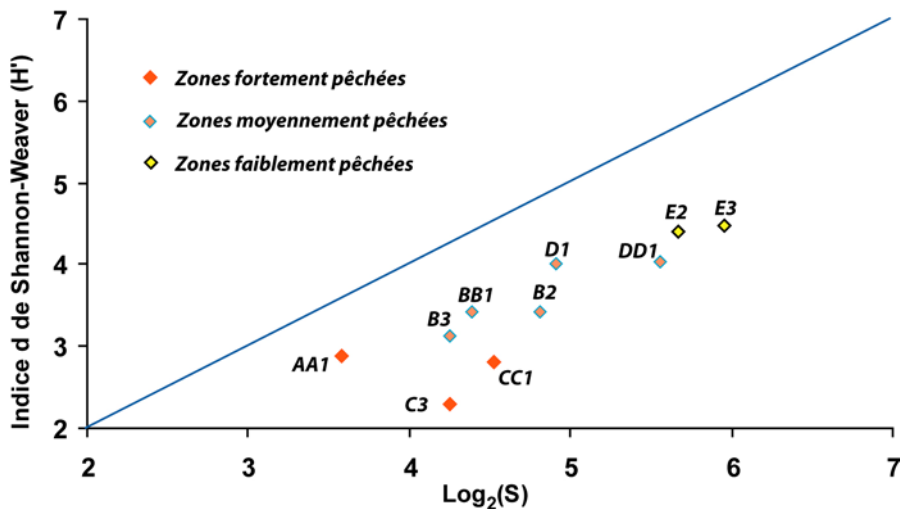 Indice d de Shannon-Weaver (H')
7
6
5
4
3
2
Zones fortement pêchées
Zones moyennement pêchées
Zones faiblement pêchées
E2
E3
D1
DD1
BB1
B2
B3
AA1
CC1
C3
2
3
4
5
6
7
Log₂(S)